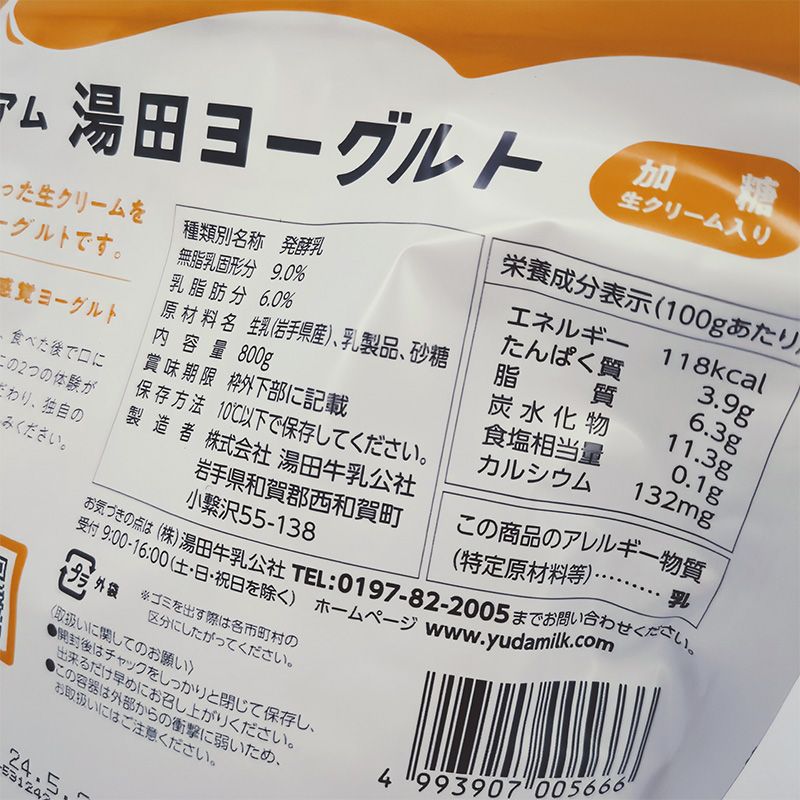 アム 湯田ヨーグルト
加糖
生クリーム入り
った生クリームを
ーグルトです。
感覚ヨーグルト
、食べた後で口に
この2つの体験が
だわり、独自の
みください。
種類別名称 発酵乳
無脂乳固形分 9.0%
乳脂肪分 6.0%
原材料名 生乳(岩手県産)、乳製品、砂糖
内容量 800g
賞味期限 枠外下部に記載
保存方法 10℃以下で保存してください。
製造者 株式会社 湯田牛乳公社
岩手県和賀郡西和賀町
小繋沢55-138
栄養成分表示(100gあたり)
エネルギー 118kcal
たんぱく質 3.9g
脂質 6.3g
炭水化物 11.3g
食塩相当量 0.1g
カルシウム 132mg
この商品のアレルギー物質
(特定原材料等)………乳
お気づきの点は(株)湯田牛乳公社 TEL:0197-82-2005までお問い合わせください。
受付 9:00-16:00(土・日・祝日を除く) ホームページ www.yudamilk.com
プラ 外袋
※ゴミを出す際は各市町村の
区分にしたがってください。
〈取扱いに関してのお願い〉
●開封後はチャックをしっかりと閉じて保存し、
出来るだけ早めにお召し上がりください。
●この容器は外部からの衝撃に弱いため、
お取扱いにはご注意ください。
24.5.
4 993907 005666